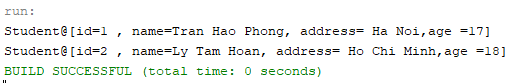 run:
Student@[id=1 , name=Tran Hao Phong, address= Ha Noi,age =17]
Student@[id=2 , name=Ly Tam Hoan, address= Ho Chi Minh,age =18]
BUILD SUCCESSFUL (total time: 0 seconds)